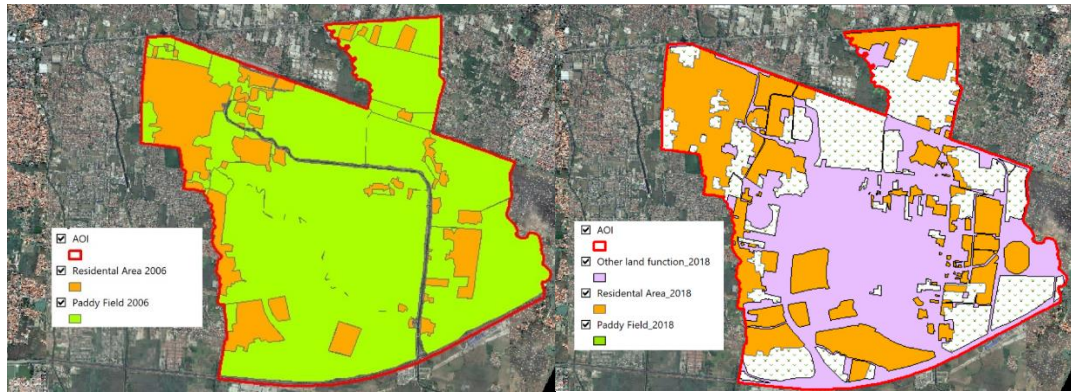 AOI
Residental Area 2006
Paddy Field 2006
AOI
Other land function_2018
Residental Area_2018
Paddy Field_2018